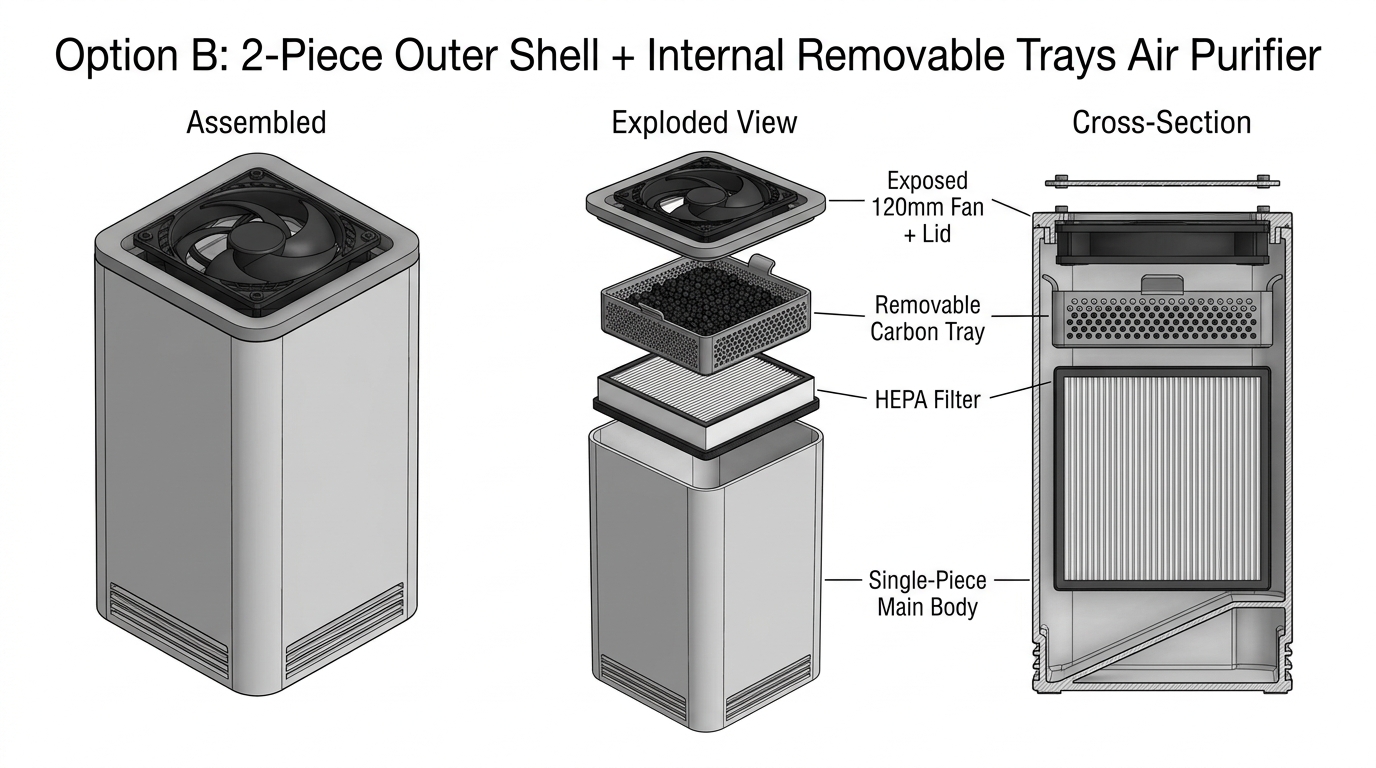 Option B: 2-Piece Outer Shell + Internal Removable Trays Air Purifier
Assembled
Exploded View
Cross-Section
Exposed
120mm Fan
+ Lid
Removable
Carbon Tray
HEPA Filter
Single-Piece
Main Body